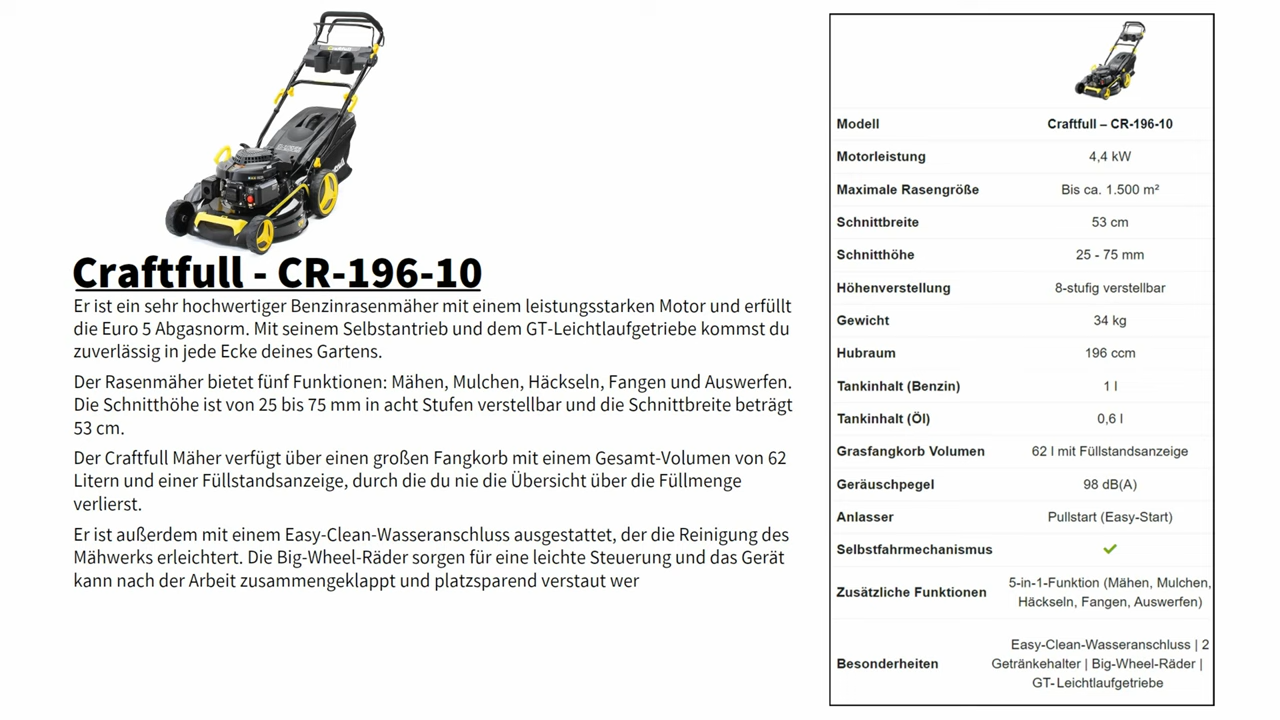 Craftfull - CR-196-10
Er ist ein sehr hochwertiger Benzinrasenmäher mit einem leistungsstarken Motor und erfüllt
die Euro 5 Abgasnorm. Mit seinem Selbstantrieb und dem GT-Leichtlaufgetriebe kommst du
zuverlässig in jede Ecke deines Gartens.
Der Rasenmäher bietet fünf Funktionen: Mähen, Mulchen, Häckseln, Fangen und Auswerfen.
Die Schnitthöhe ist von 25 bis 75 mm in acht Stufen verstellbar und die Schnittbreite beträgt
53 cm.
Der Craftfull Mäher verfügt über einen großen Fangkorb mit einem Gesamt-Volumen von 62
Litern und einer Füllstandsanzeige, durch die du nie die Übersicht über die Füllmenge
verlierst.
Er ist außerdem mit einem Easy-Clean-Wasseranschluss ausgestattet, der die Reinigung des
Mähwerks erleichtert. Die Big-Wheel-Räder sorgen für eine leichte Steuerung und das Gerät
kann nach der Arbeit zusammengeklappt und platzsparend verstaut wer
Modell Craftfull – CR-196-10
Motorleistung 4,4 kW
Maximale Rasengröße Bis ca. 1.500 m²
Schnittbreite 53 cm
Schnitthöhe 25 - 75 mm
Höhenverstellung 8-stufig verstellbar
Gewicht 34 kg
Hubraum 196 ccm
Tankinhalt (Benzin) 1 l
Tankinhalt (Öl) 0,6 l
Grasfangkorb Volumen 62 l mit Füllstandsanzeige
Geräuschpegel 98 dB(A)
Anlasser Pullstart (Easy-Start)
Selbstfahrmechanismus ✔
Zusätzliche Funktionen 5-in-1-Funktion (Mähen, Mulchen,
Häckseln, Fangen, Auswerfen)
Besonderheiten Easy-Clean-Wasseranschluss | 2
Getränkehalter | Big-Wheel-Räder |
GT-Leichtlaufgetriebe